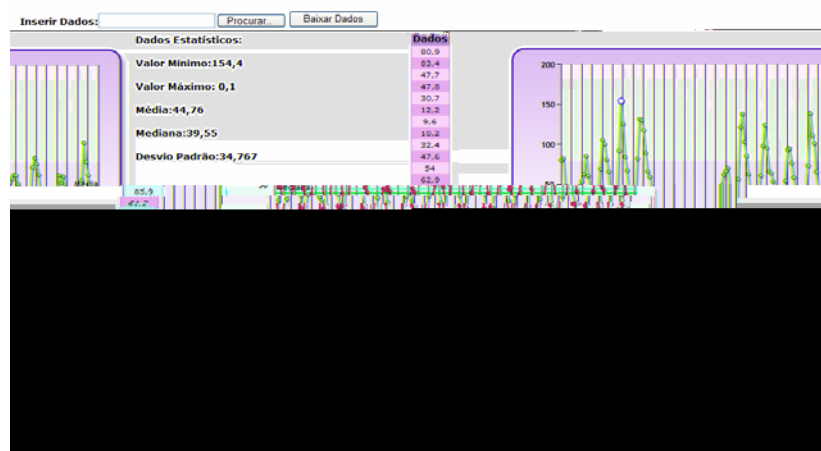 Inserir Dados: Procurar... Baixar Dados
Dados Estatísticos:
Valor Mínimo:154,4
Valor Máximo: 0,1
Média:44,76
Mediana:39,55
Desvio Padrão:34,767
Dados
80.9
83.4
47.7
47.8
30.7
12.2
9.6
10.2
32.4
47.6
54
62.9
85.9
200
150
100
50